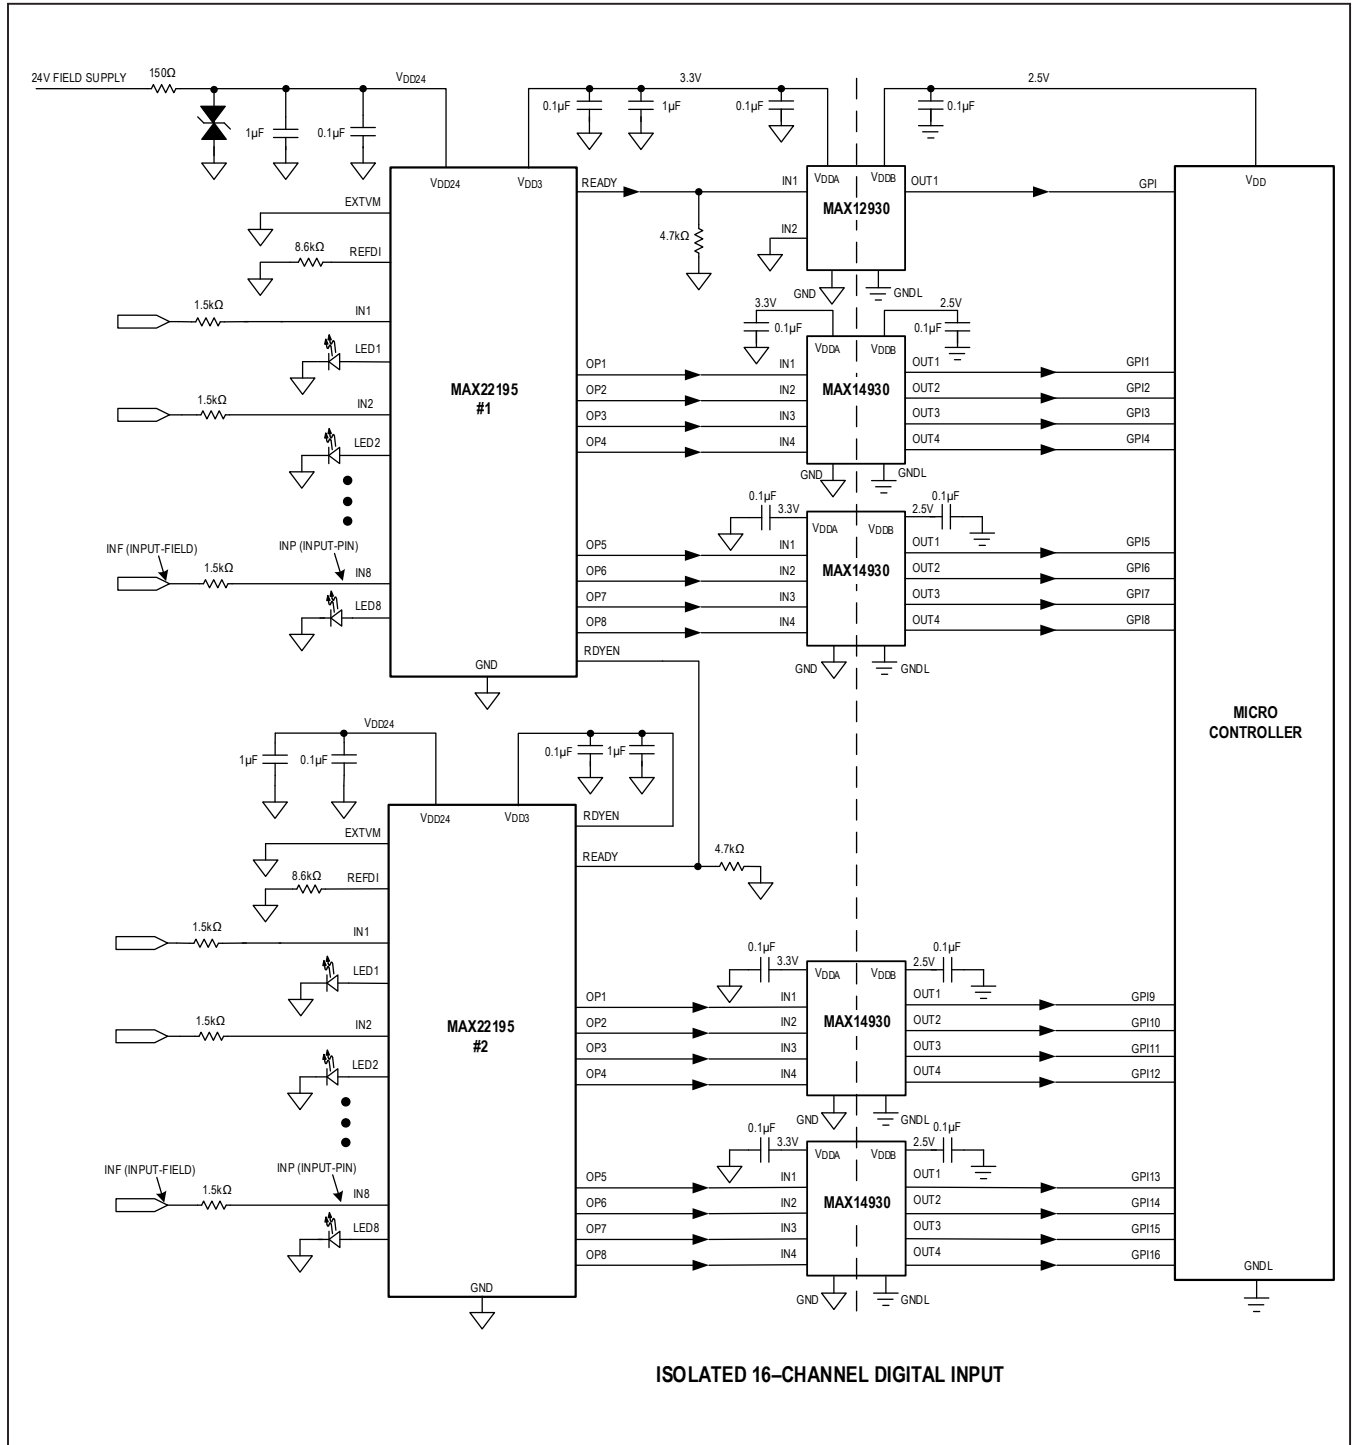 24V FIELD SUPPLY
150Ω
VDD24
3.3V
2.5V
1µF
0.1µF
0.1µF
1µF
0.1µF
0.1µF
VDD24
VDD3
READY
IN1
VDDA
VDDB
OUT1
GPI
VDD
EXTVM
MAX12930
8.6kΩ
REFDI
4.7kΩ
IN2
GND
GNDL
1.5kΩ
IN1
3.3V
2.5V
0.1µF
0.1µF
LED1
VDDA
VDDB
MAX22195
#1
OP1
IN1
MAX14930
OUT1
GPI1
OP2
IN2
OUT2
GPI2
OP3
IN3
OUT3
GPI3
OP4
IN4
OUT4
GPI4
1.5kΩ
IN2
LED2
GND
GNDL
0.1µF
3.3V
2.5V
0.1µF
VDDA
VDDB
INF (INPUT-FIELD)
INP (INPUT-PIN)
1.5kΩ
IN8
LED8
OP5
IN1
MAX14930
OUT1
GPI5
OP6
IN2
OUT2
GPI6
OP7
IN3
OUT3
GPI7
OP8
IN4
OUT4
GPI8
RDYEN
GND
GND
GNDL
MICRO
CONTROLLER
VDD24
1µF
0.1µF
0.1µF
1µF
VDD24
VDD3
RDYEN
EXTVM
READY
4.7kΩ
8.6kΩ
REFDI
1.5kΩ
IN1
LED1
0.1µF
3.3V
2.5V
0.1µF
VDDA
VDDB
MAX22195
#2
OP1
IN1
MAX14930
OUT1
GPI9
OP2
IN2
OUT2
GPI10
OP3
IN3
OUT3
GPI11
OP4
IN4
OUT4
GPI12
1.5kΩ
IN2
LED2
GND
GNDL
0.1µF
3.3V
2.5V
0.1µF
VDDA
VDDB
INF (INPUT-FIELD)
INP (INPUT-PIN)
1.5kΩ
IN8
LED8
OP5
IN1
MAX14930
OUT1
GPI13
OP6
IN2
OUT2
GPI14
OP7
IN3
OUT3
GPI15
OP8
IN4
OUT4
GPI16
GND
GND
GNDL
GNDL
ISOLATED 16–CHANNEL DIGITAL INPUT